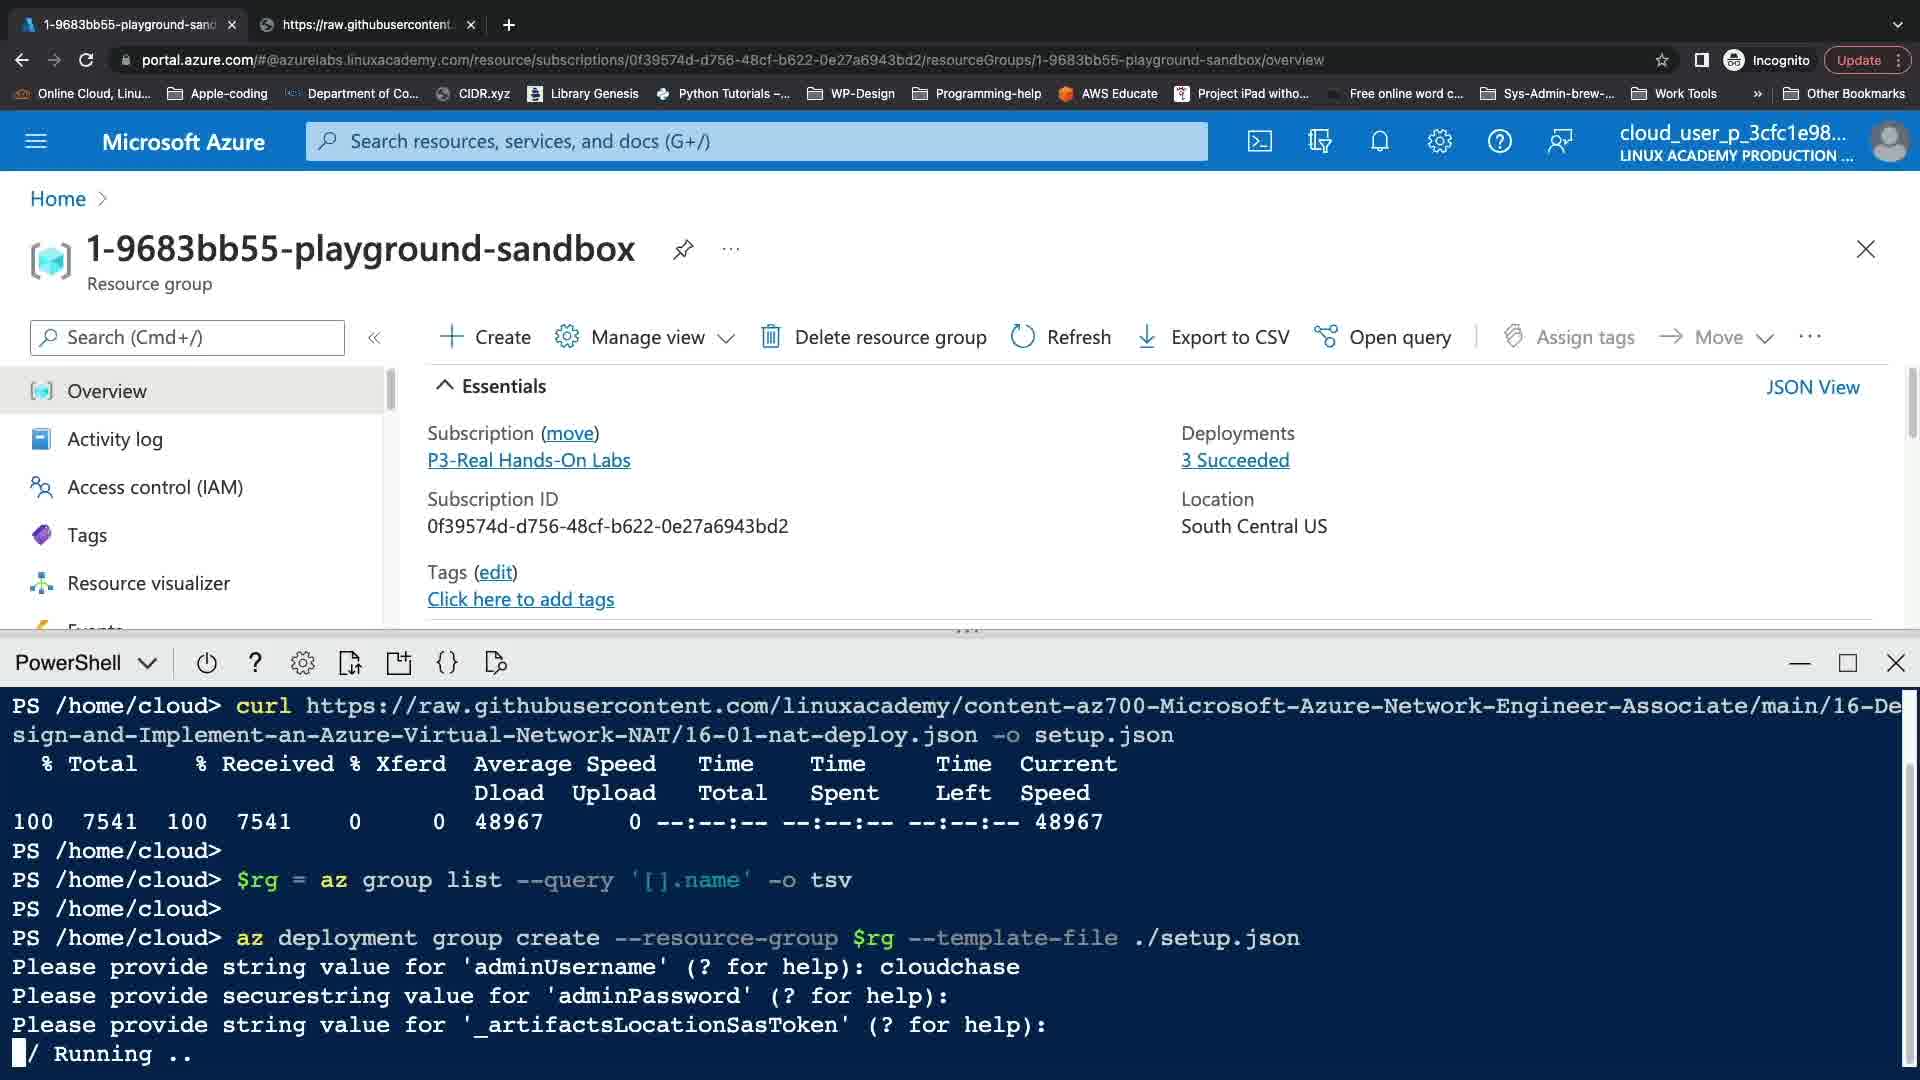 1-9683bb55-playground-sand
https://raw.githubusercontent.
portal.azure.com/#@azurelabs.linuxacademy.com/resource/subscriptions/0f39574d-d756-48cf-b622-0e27a6943bd2/resourceGroups/1-9683bb55-playground-sandbox/overview
Incognito
Update
Online Cloud, Linu...
Apple-coding
Department of Co...
CIDR.xyz
Library Genesis
Python Tutorials –...
WP-Design
Programming-help
AWS Educate
Project iPad witho...
Free online word c...
Sys-Admin-brew-...
Work Tools
»
Other Bookmarks
Microsoft Azure
Search resources, services, and docs (G+/)
cloud_user_p_3cfc1e98...
LINUX ACADEMY PRODUCTION ...
Home >
1-9683bb55-playground-sandbox
...
Resource group
Search (Cmd+/)
«
Create
Manage view
Delete resource group
Refresh
Export to CSV
Open query
Assign tags
Move
...
Overview
Activity log
Access control (IAM)
Tags
Resource visualizer
Events
Essentials
JSON View
Subscription (move)
P3-Real Hands-On Labs
Subscription ID
0f39574d-d756-48cf-b622-0e27a6943bd2
Tags (edit)
Click here to add tags
Deployments
3 Succeeded
Location
South Central US
PowerShell
?
{}
PS /home/cloud> curl https://raw.githubusercontent.com/linuxacademy/content-az700-Microsoft-Azure-Network-Engineer-Associate/main/16-De
sign-and-Implement-an-Azure-Virtual-Network-NAT/16-01-nat-deploy.json -o setup.json
% Total % Received % Xferd Average Speed Time Time Time Current
Dload Upload Total Spent Left Speed
100 7541 100 7541 0 0 48967 0 --:--:-- --:--:-- --:--:-- 48967
PS /home/cloud>
PS /home/cloud> $rg = az group list --query '[].name' -o tsv
PS /home/cloud>
PS /home/cloud> az deployment group create --resource-group $rg --template-file ./setup.json
Please provide string value for 'adminUsername' (? for help): cloudchase
Please provide securestring value for 'adminPassword' (? for help):
Please provide string value for '_artifactsLocationSasToken' (? for help):
/ Running ..